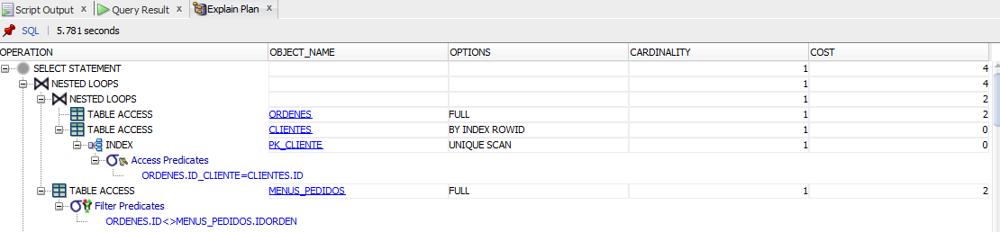 Script Output x Query Result x Explain Plan x
SQL | 5.781 seconds
OPERATION OBJECT_NAME OPTIONS CARDINALITY COST
SELECT STATEMENT 1 4
NESTED LOOPS 1 4
NESTED LOOPS 1 2
TABLE ACCESS ORDENES FULL 1 2
TABLE ACCESS CLIENTES BY INDEX ROWID 1 0
INDEX PK_CLIENTE UNIQUE SCAN 1 0
Access Predicates
ORDENES.ID_CLIENTE=CLIENTES.ID
TABLE ACCESS MENUS_PEDIDOS FULL 1 2
Filter Predicates
ORDENES.ID<>MENUS_PEDIDOS.IDORDEN